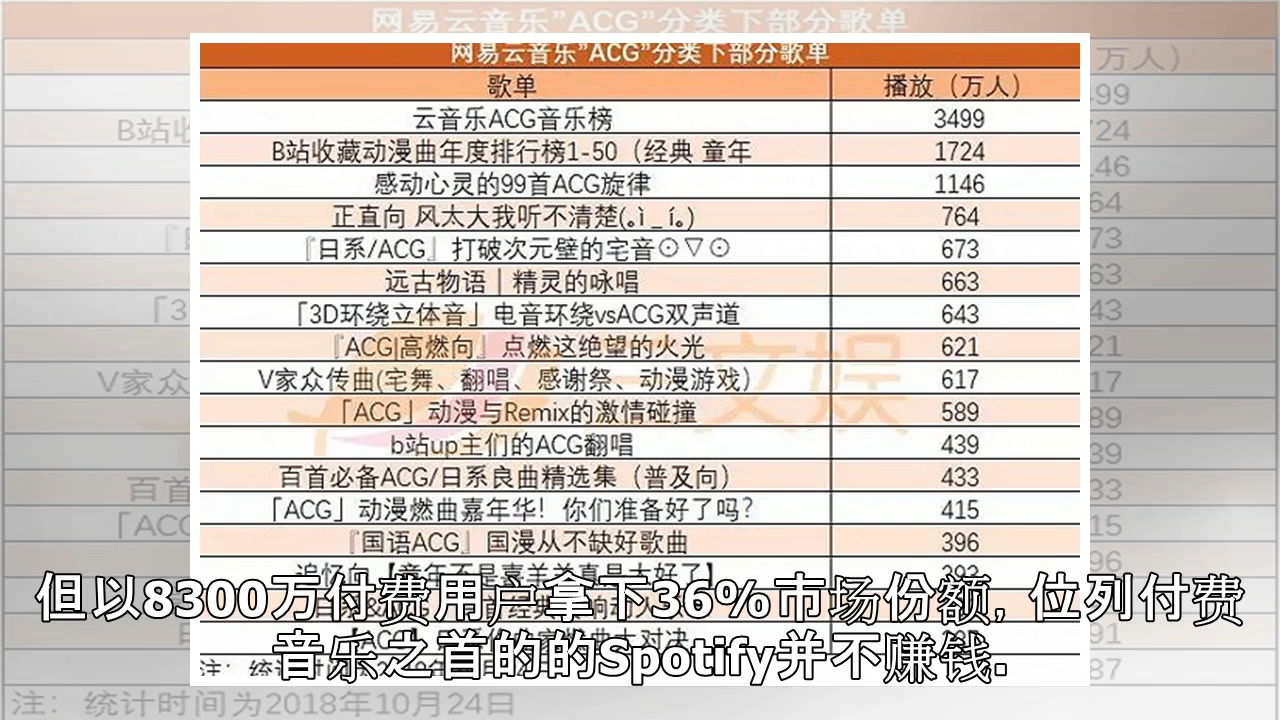 网易云音乐”ACG”分类下部分歌单
网易云音乐”ACG”分类下部分歌单
歌单 播放（万人）
云音乐ACG音乐榜 3499
B站收藏动漫曲年度排行榜1-50（经典 童年 1724
感动心灵的99首ACG旋律 1146
正直向 风太大我听不清楚(｡ì _ í｡) 764
『日系/ACG』打破次元壁的宅音⊙▽⊙ 673
远古物语｜精灵的咏唱 663
「3D环绕立体音」电音环绕vsACG双声道 643
『ACG|高燃向』点燃这绝望的火光 621
V家众传曲(宅舞、翻唱、感谢祭、动漫游戏） 617
「ACG」动漫与Remix的激情碰撞 589
b站up主们的ACG翻唱 439
百首必备ACG/日系良曲精选集（普及向） 433
「ACG」动漫燃曲嘉年华！你们准备好了吗？ 415
『国语ACG』国漫从不缺好歌曲 396
但以8300万付费用户拿下36%市场份额, 位列付费
音乐之首的的Spotify并不赚钱.
注：统计时间为2018年10月24日